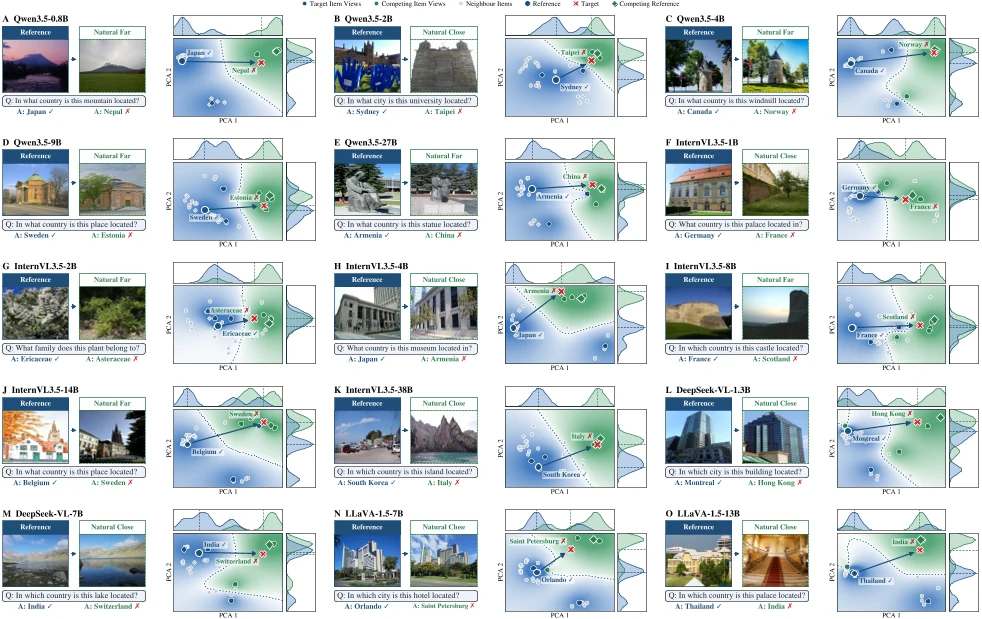 Target Item Views Competing Item Views Neighbour Items Reference Target Competing Reference
A Qwen3.5-0.8B
Reference Natural Far
Q: In what country is this mountain located?
A: Japan ✓ A: Nepal ✗
Japan ✓
Nepal ✗
PCA 2
PCA 1
B Qwen3.5-2B
Reference Natural Close
Q: In what city is this university located?
A: Sydney ✓ A: Taipei ✗
Taipei ✗
Sydney ✓
PCA 2
PCA 1
C Qwen3.5-4B
Reference Natural Far
Q: In what country is this windmill located?
A: Canada ✓ A: Norway ✗
Norway ✗
Canada ✓
PCA 2
PCA 1
D Qwen3.5-9B
Reference Natural Far
Q: In what country is this place located?
A: Sweden ✓ A: Estonia ✗
Estonia ✗
Sweden ✓
PCA 2
PCA 1
E Qwen3.5-27B
Reference Natural Far
Q: In what country is this statue located?
A: Armenia ✓ A: China ✗
China ✗
Armenia ✓
PCA 2
PCA 1
F InternVL3.5-1B
Reference Natural Close
Q: What country is this palace located in?
A: Germany ✓ A: France ✗
Germany ✓
France ✗
PCA 2
PCA 1
G InternVL3.5-2B
Reference Natural Far
Q: What family does this plant belong to?
A: Ericaceae ✓ A: Asteraceae ✗
Asteraceae ✗
Ericaceae ✓
PCA 2
PCA 1
H InternVL3.5-4B
Reference Natural Close
Q: What country is this museum located in?
A: Japan ✓ A: Armenia ✗
Armenia ✗
Japan ✓
PCA 2
PCA 1
I InternVL3.5-8B
Reference Natural Far
Q: In which country is this castle located?
A: France ✓ A: Scotland ✗
Scotland ✗
France ✓
PCA 2
PCA 1
J InternVL3.5-14B
Reference Natural Far
Q: In what country is this place located?
A: Belgium ✓ A: Sweden ✗
Sweden ✗
Belgium ✓
PCA 2
PCA 1
K InternVL3.5-38B
Reference Natural Close
Q: In which country is this island located?
A: South Korea ✓ A: Italy ✗
Italy ✗
South Korea ✓
PCA 2
PCA 1
L DeepSeek-VL-1.3B
Reference Natural Close
Q: In which city is this building located?
A: Montreal ✓ A: Hong Kong ✗
Hong Kong ✗
Montreal ✓
PCA 2
PCA 1
M DeepSeek-VL-7B
Reference Natural Close
Q: In which country is this lake located?
A: India ✓ A: Switzerland ✗
India ✓
Switzerland ✗
PCA 2
PCA 1
N LLaVA-1.5-7B
Reference Natural Close
Q: In which city is this hotel located?
A: Orlando ✓ A: Saint Petersburg ✗
Saint Petersburg ✗
Orlando ✓
PCA 2
PCA 1
O LLaVA-1.5-13B
Reference Natural Close
Q: In which country is this palace located?
A: Thailand ✓ A: India ✗
India ✗
Thailand ✓
PCA 2
PCA 1